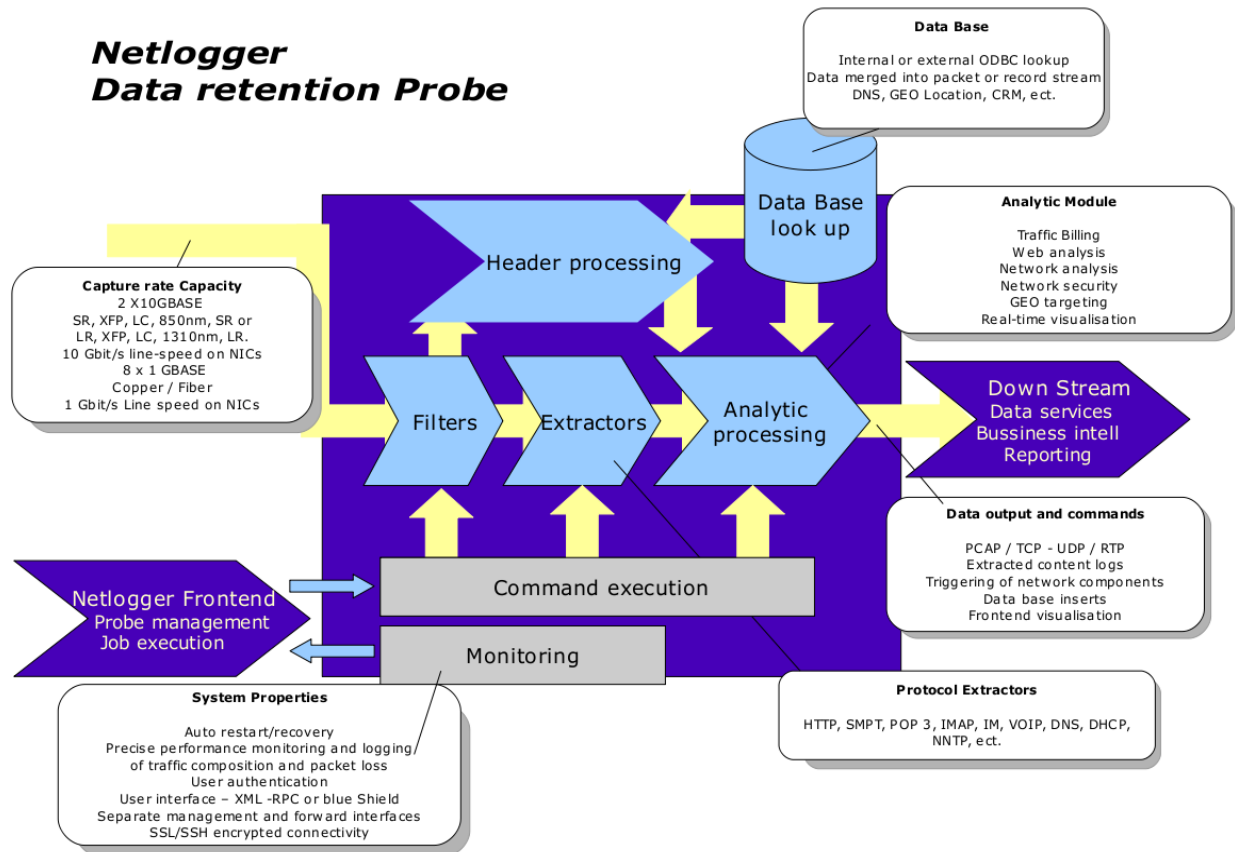 Netlogger
Data retention Probe
Data Base
Internal or external ODBC lookup
Data merged into packet or record stream
DNS, GEO Location, CRM, ect.
Data Base
look up
Header processing
Analytic Module
Traffic Billing
Web analysis
Network analysis
Network security
GEO targeting
Real-time visualisation
Capture rate Capacity
2 X10GBASE
SR, XFP, LC, 850nm, SR or
LR, XFP, LC, 1310nm, LR.
10 Gbit/s line-speed on NICs
8 x 1 GBASE
Copper / Fiber
1 Gbit/s Line speed on NICs
Filters
Extractors
Analytic
processing
Down Stream
Data services
Bussiness intell
Reporting
Data output and commands
PCAP / TCP - UDP / RTP
Extracted content logs
Triggering of network components
Data base inserts
Frontend visualisation
Netlogger Frontend
Probe management
Job execution
Command execution
Monitoring
System Properties
Auto restart/recovery
Precise performance monitoring and logging
of traffic composition and packet loss
User authentication
User interface – XML -RPC or blue Shield
Separate management and forward interfaces
SSL/SSH encrypted connectivity
Protocol Extractors
HTTP, SMPT, POP 3, IMAP, IM, VOIP, DNS, DHCP,
NNTP, ect.